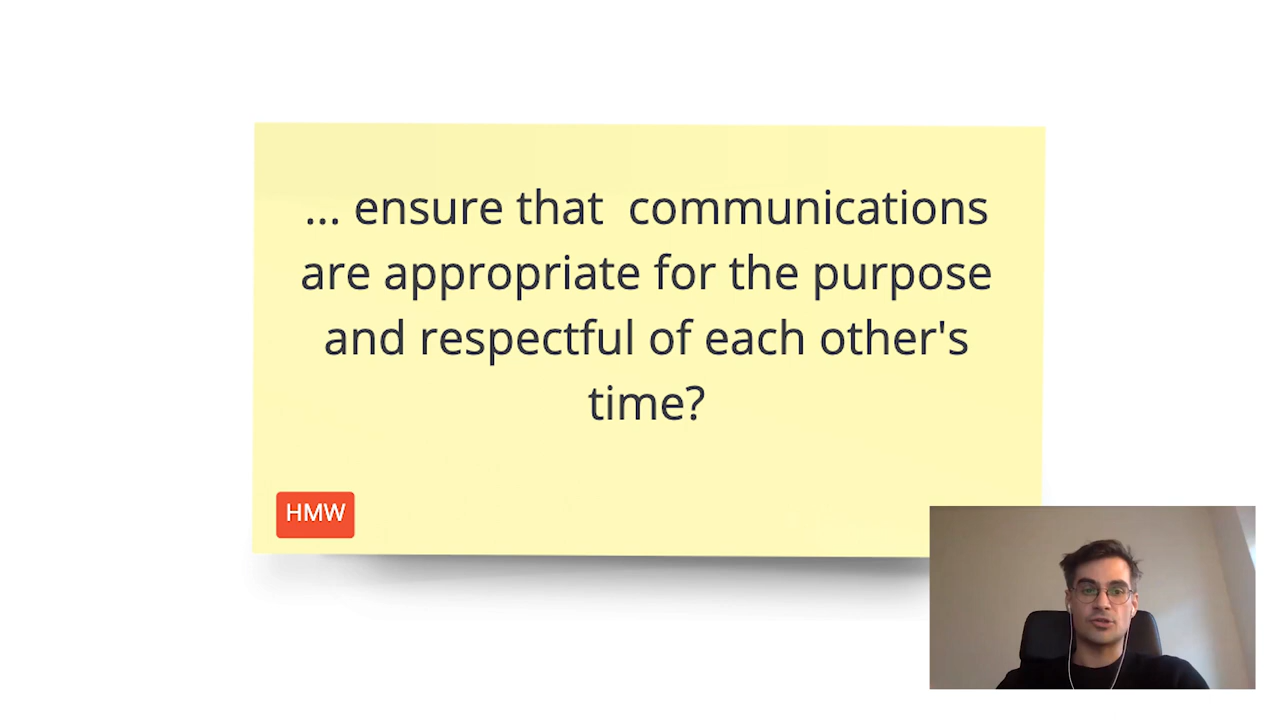 ... ensure that  communications
are appropriate for the purpose
and respectful of each other's
time?
HMW